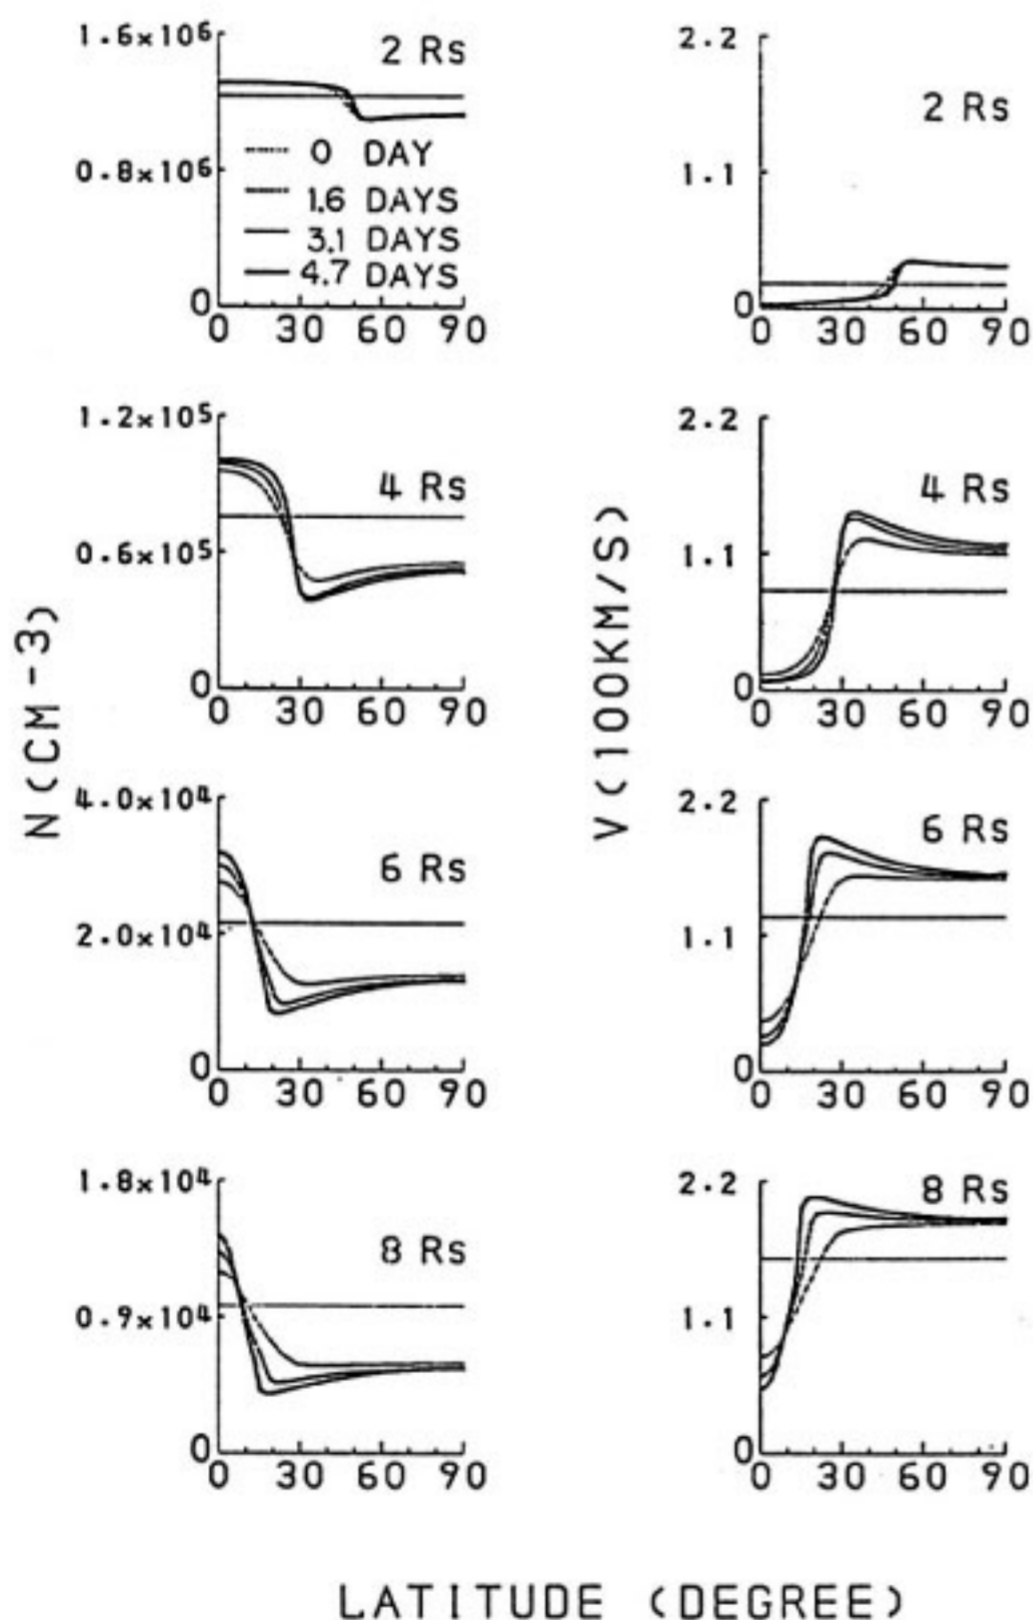 1.6×10⁶
2 Rs
0.8×10⁶
0 DAY
1.6 DAYS
3.1 DAYS
4.7 DAYS
0
0 30 60 90
2.2
2 Rs
1.1
0
0 30 60 90
1.2×10⁵
4 Rs
0.6×10⁵
0
0 30 60 90
2.2
4 Rs
1.1
0
0 30 60 90
N(CM-3)
V(100KM/S)
4.0×10⁴
6 Rs
2.0×10⁴
0
0 30 60 90
2.2
6 Rs
1.1
0
0 30 60 90
1.8×10⁴
8 Rs
0.9×10⁴
0
0 30 60 90
2.2
8 Rs
1.1
0
0 30 60 90
LATITUDE (DEGREE)